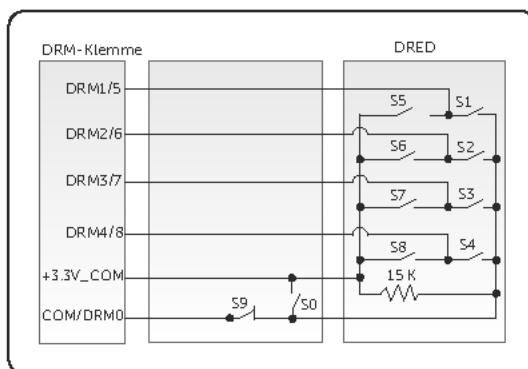 DRM-Klemme
DRED
DRM1/5
S5
S1
DRM2/6
S6
S2
DRM3/7
S7
S3
DRM4/8
S8
S4
+3.3V_COM
15 K
COM/DRM0
S9
S0